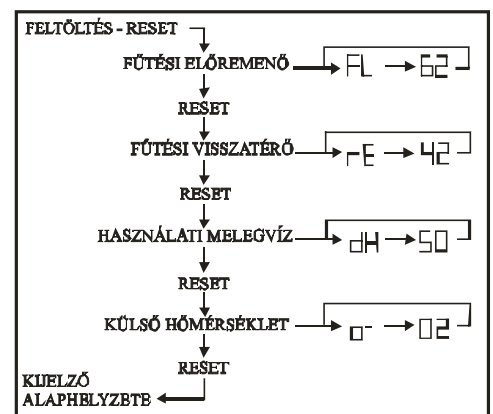 FELTÖLTÉS - RESET
FŰTÉSI ELŐREMENŐ FL 62
RESET
FŰTÉSI VISSZATÉRŐ rE 42
RESET
HASZNÁLATI MELEGVÍZ dH 50
RESET
KÜLSŐ HŐMÉRSÉKLET o- 02
RESET
KIJELZŐ
ALAPHELYZETE